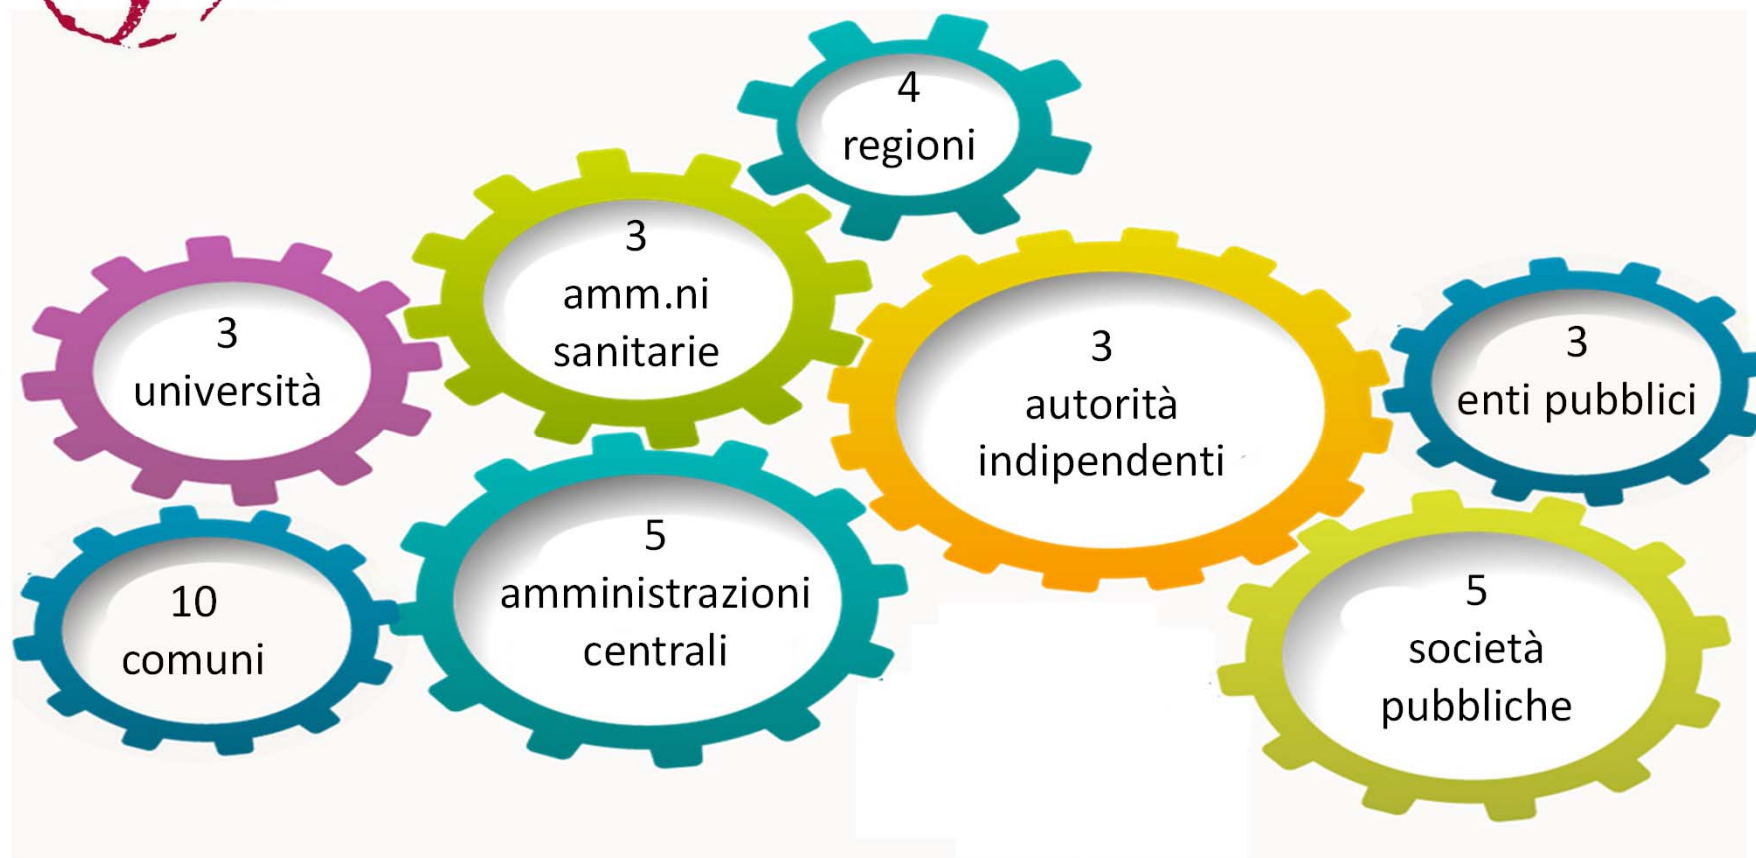 4
regioni
3
amm.ni
sanitarie
3
università
3
autorità
indipendenti
3
enti pubblici
10
comuni
5
amministrazioni
centrali
5
società
pubbliche